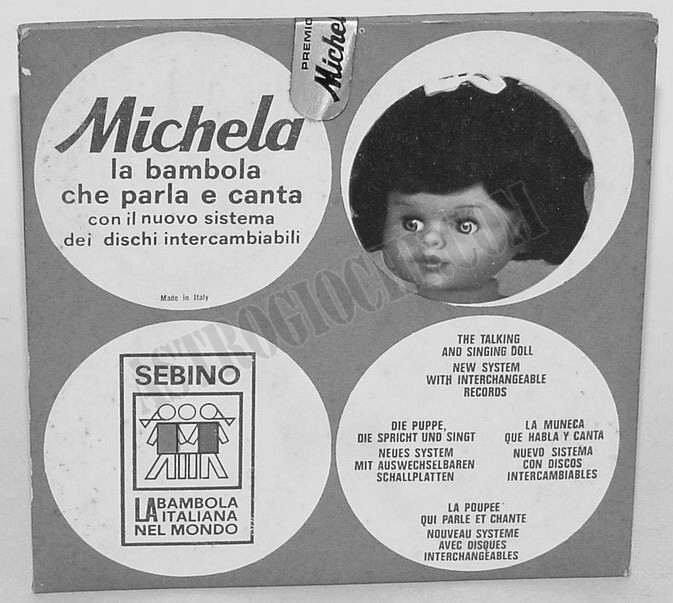 PREMIO
Michel
Michela
la bambola
che parla e canta
con il nuovo sistema
dei dischi intercambiabili
Made in Italy
ASTROGIOCHI.COM
SEBINO
LA BAMBOLA
ITALIANA
NEL MONDO
THE TALKING
AND SINGING DOLL
NEW SYSTEM
WITH INTERCHANGEABLE
RECORDS
DIE PUPPE,
DIE SPRICHT UND SINGT
NEUES SYSTEM
MIT AUSWECHSELBAREN
SCHALLPLATTEN
LA MUNECA
QUE HABLA Y CANTA
NUEVO SISTEMA
CON DISCOS
INTERCAMBIABLES
LA POUPEE
QUI PARLE ET CHANTE
NOUVEAU SYSTEME
AVEC DISQUES
INTERCHANGEABLES